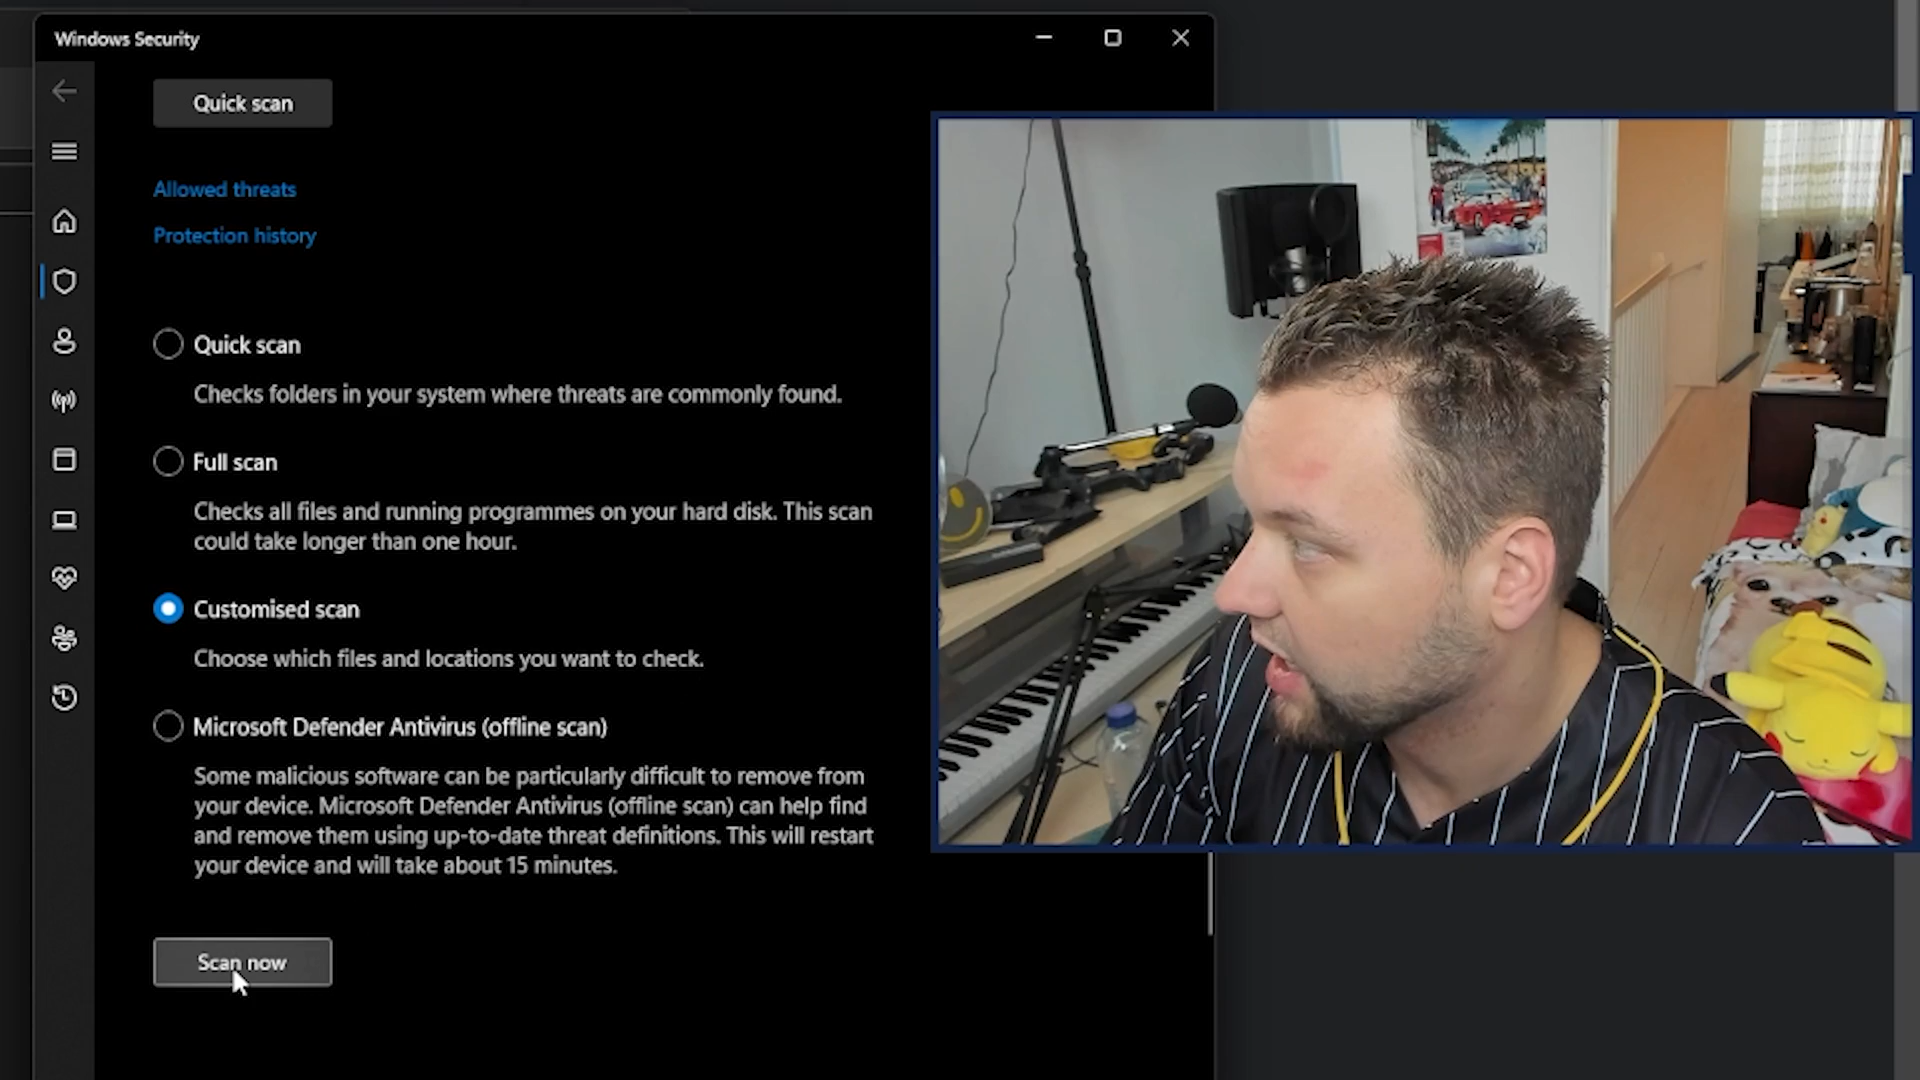 Windows Security
Quick scan
Allowed threats
Protection history
Quick scan
Checks folders in your system where threats are commonly found.
Full scan
Checks all files and running programmes on your hard disk. This scan
could take longer than one hour.
Customised scan
Choose which files and locations you want to check.
Microsoft Defender Antivirus (offline scan)
Some malicious software can be particularly difficult to remove from
your device. Microsoft Defender Antivirus (offline scan) can help find
and remove them using up-to-date threat definitions. This will restart
your device and will take about 15 minutes.
Scan now